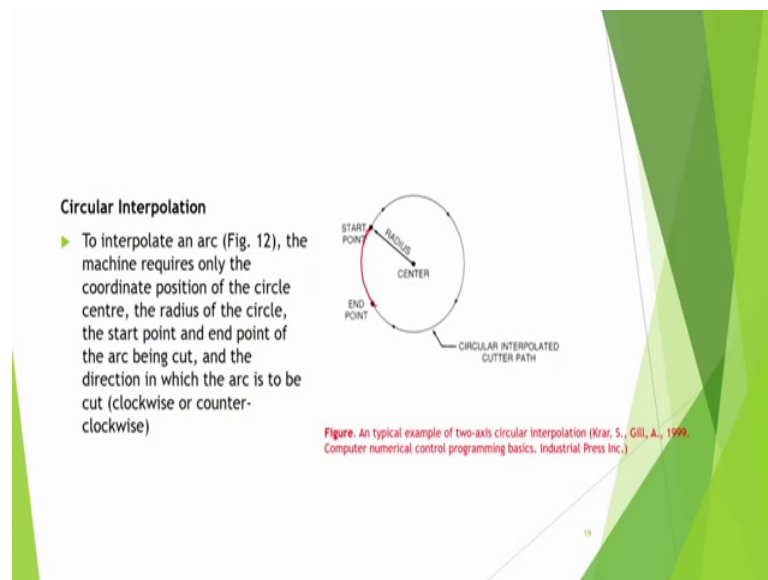 Circular Interpolation
To interpolate an arc (Fig. 12), the
machine requires only the
coordinate position of the circle
centre, the radius of the circle,
the start point and end point of
the arc being cut, and the
direction in which the arc is to be
cut (clockwise or counter-
clockwise)
START
POINT
RADIUS
CENTER
END
POINT
CIRCULAR INTERPOLATED
CUTTER PATH
Figure. An typical example of two-axis circular interpolation (Krar, S., Gill, A., 1999.
Computer numerical control programming basics. Industrial Press Inc.)
19